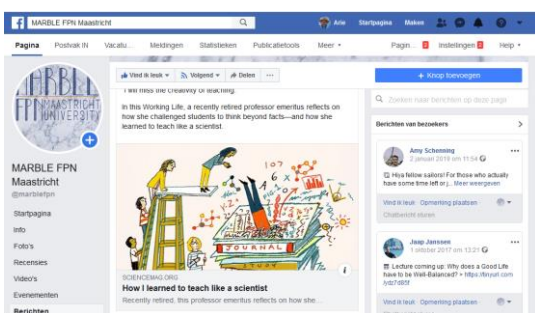 MARBLE FPN Maastricht
Arie Startpagina Maken
Pagina Postvak IN Vacatu... Meldingen Statistieken Publicatietools Meer Pagin... Instellingen Help
MARBLE
FPN MAASTRICHT
UNIVERSITY
MARBLE FPN
Maastricht
@marblefpn
Startpagina
Info
Foto's
Recensies
Video's
Evenementen
Berichten
Vind ik leuk Volgend Delen ...
I will miss the creativity of teaching.
In this Working Life, a recently retired professor emeritus reflects on
how she challenged students to think beyond facts—and how she
learned to teach like a scientist.
JOURNAL
STUDY
SCIENCEMAG.ORG
How I learned to teach like a scientist
Recently retired, this professor emeritus reflects on how she...
+ Knop toevoegen
Zoeken naar berichten op deze page
Berichten van bezoekers
Amy Schenning
2 januari 2018 om 11:54
Hiya fellow sailors! For those who actually
have some time left or j... Meer weergeven
Vind ik leuk · Opmerking plaatsen
Chatbericht sturen
Jaap Janssen
1 oktober 2017 om 13:21
Lecture coming up: Why does a Good Life
have to be Well-Balanced? • https://tinyurl.com
Vind ik leuk · Opmerking plaatsen
Chatbericht sturen